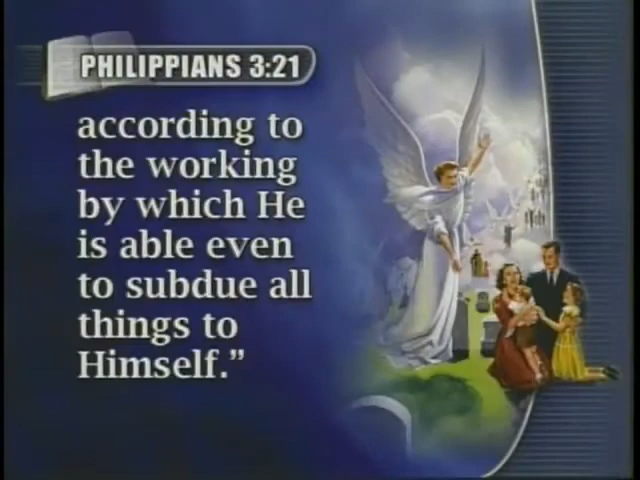 PHILIPPIANS 3:21
according to
the working
by which He
is able even
to subdue all
things to
Himself.”